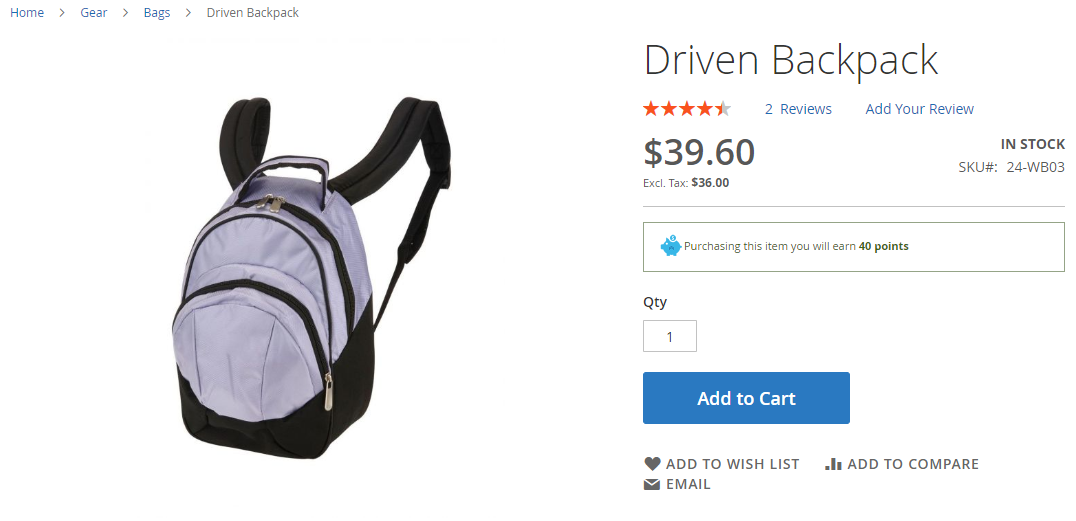 Home > Gear > Bags > Driven Backpack
Driven Backpack
2 Reviews Add Your Review
$39.60
IN STOCK
Excl. Tax: $36.00
SKU#: 24-WB03
Purchasing this item you will earn 40 points
Qty
1
Add to Cart
ADD TO WISH LIST ADD TO COMPARE
EMAIL